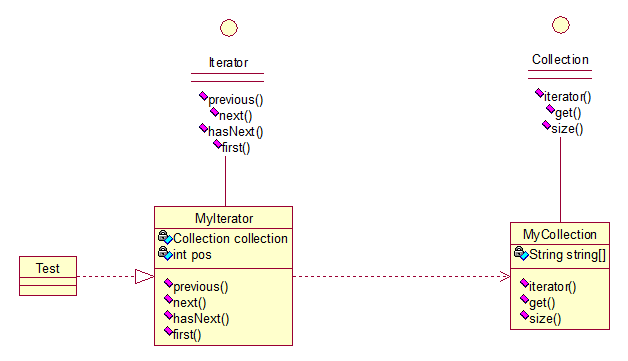 Iterator
previous()
next()
hasNext()
first()
Collection
iterator()
get()
size()
MyIterator
Collection collection
int pos
previous()
next()
hasNext()
first()
Test
MyCollection
String string[]
iterator()
get()
size()